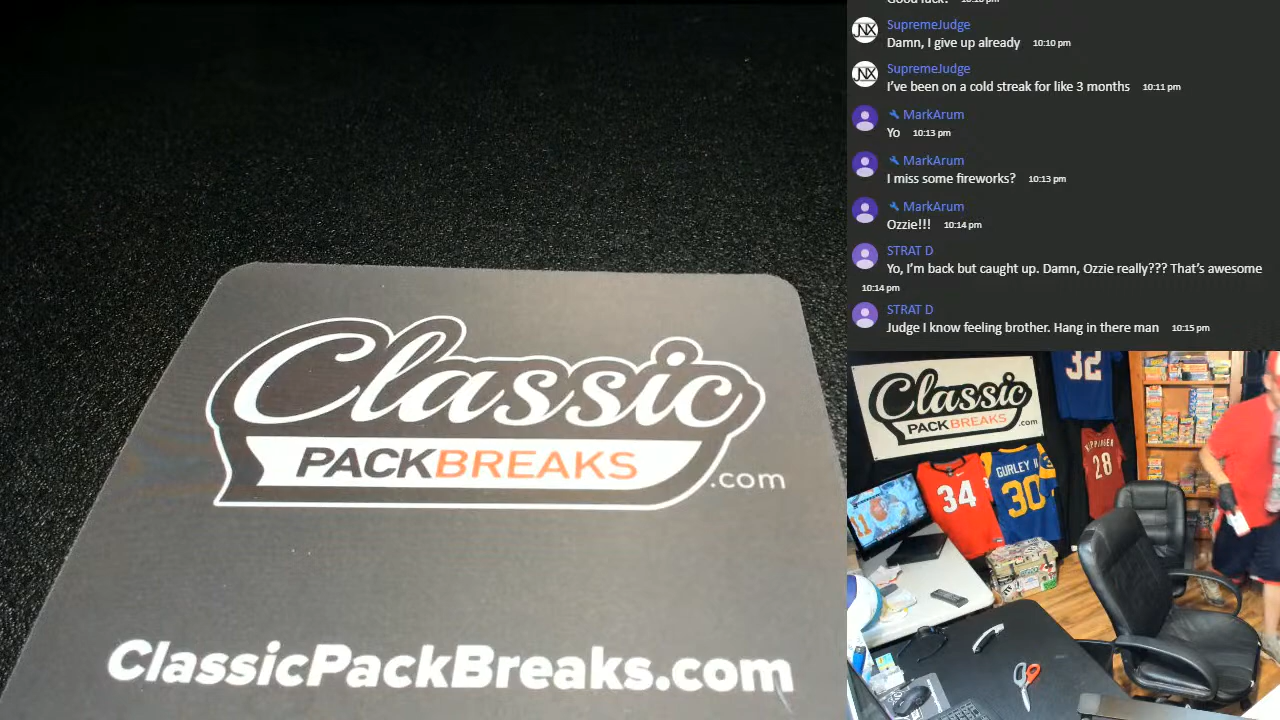 Classic
PACKBREAKS
.com
ClassicPackBreaks.com
SupremeJudge
Damn, I give up already 10:10 pm
SupremeJudge
I've been on a cold streak for like 3 months 10:11 pm
MarkArum
Yo 10:13 pm
MarkArum
I miss some fireworks? 10:13 pm
MarkArum
Ozzie!!! 10:14 pm
STRAT D
Yo, I'm back but caught up. Damn, Ozzie really??? That's awesome
10:14 pm
STRAT D
Judge I know feeling brother. Hang in there man 10:15 pm
Classic
PACKBREAKS
.com
32
34
GURLEY II
30
28